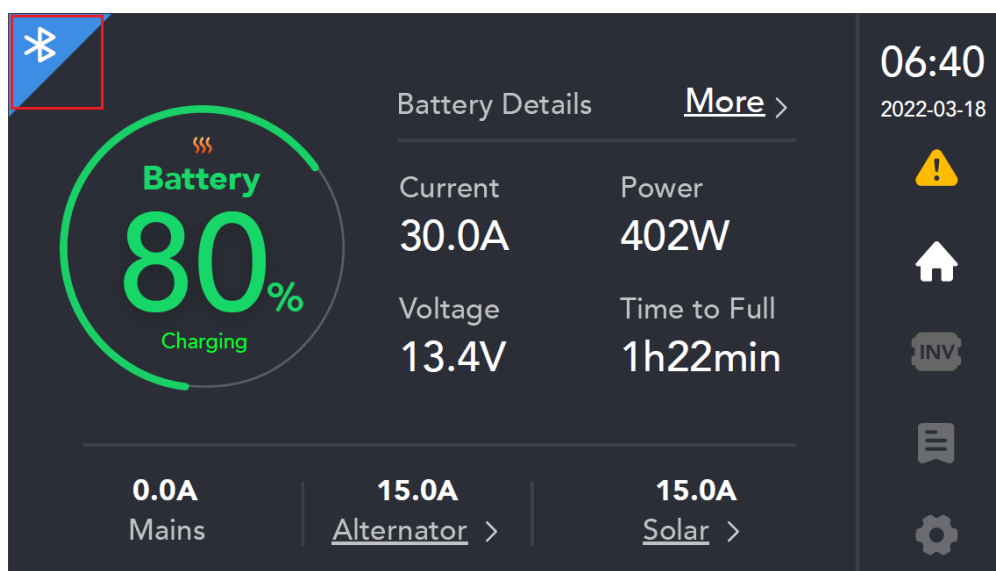 06:40
2022-03-18
Battery Details More >
Battery
80%
Charging
Current Power
30.0A 402W
Voltage Time to Full
13.4V 1h22min
INV
0.0A 15.0A 15.0A
Mains Alternator > Solar >